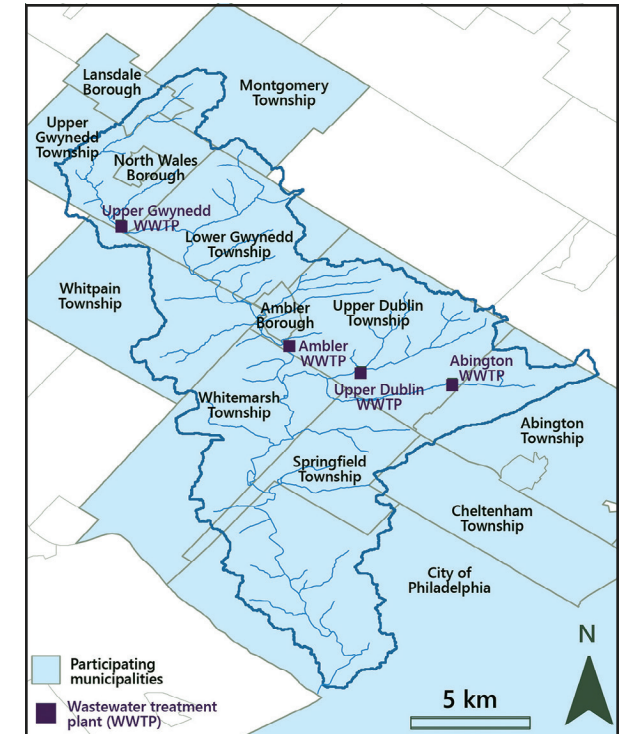 Lansdale
Borough
Montgomery
Township
Upper
Gwynedd
Township
North Wales
Borough
Upper Gwynedd
WWTP
Lower Gwynedd
Township
Whitpain
Township
Ambler
Borough
Upper Dublin
Township
Ambler
WWTP
Abington
WWTP
Upper Dublin
WWTP
Whitemarsh
Township
Abington
Township
Springfield
Township
Cheltenham
Township
City of
Philadelphia
N
Participating
municipalities
Wastewater treatment
plant (WWTP)
5 km